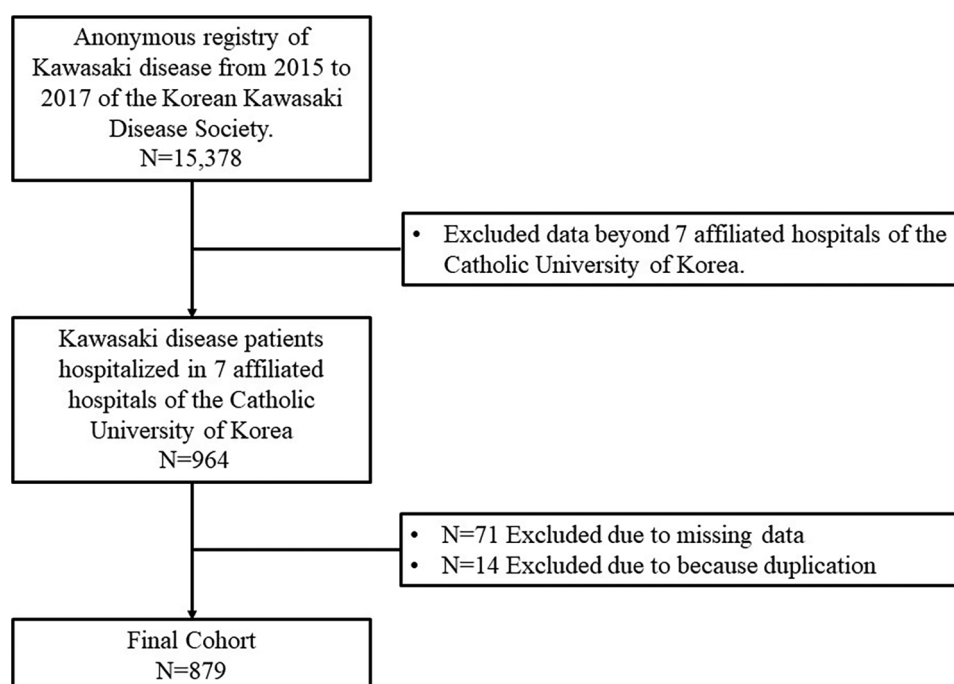 Anonymous registry of
Kawasaki disease from 2015 to
2017 of the Korean Kawasaki
Disease Society.
N=15,378
• Excluded data beyond 7 affiliated hospitals of the
Catholic University of Korea.
Kawasaki disease patients
hospitalized in 7 affiliated
hospitals of the Catholic
University of Korea
N=964
• N=71 Excluded due to missing data
• N=14 Excluded due to because duplication
Final Cohort
N=879